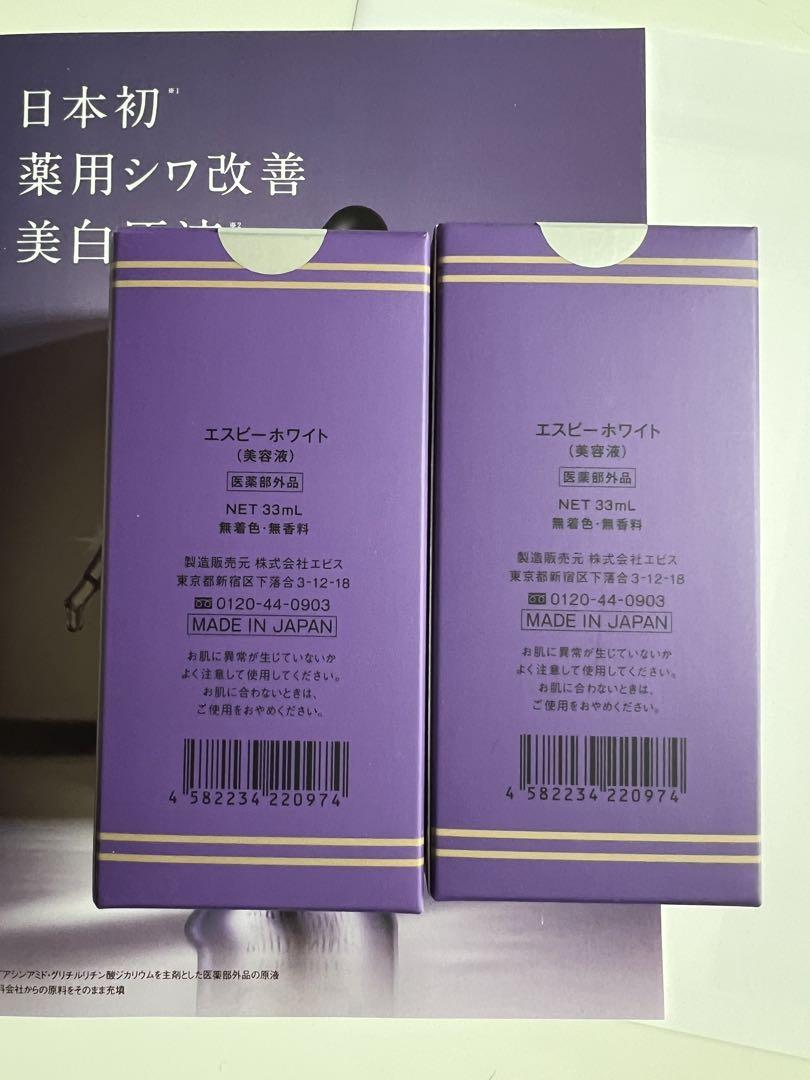 日本初※1
薬用シワ改善
美白原液※2
エスビーホワイト
(美容液)
医薬部外品
NET 33mL
無着色・無香料
製造販売元 株式会社エビス
東京都新宿区下落合3-12-18
0120-44-0903
MADE IN JAPAN
お肌に異常が生じていないか
よく注意して使用してください。
お肌に合わないときは、
ご使用をおやめください。
4 582234 220974
エスビーホワイト
(美容液)
医薬部外品
NET 33mL
無着色・無香料
製造販売元 株式会社エビス
東京都新宿区下落合3-12-18
0120-44-0903
MADE IN JAPAN
お肌に異常が生じていないか
よく注意して使用してください。
お肌に合わないときは、
ご使用をおやめください。
4 582234 220974
アシンアミド・グリチルリチン酸ジカリウムを主剤とした医薬部外品の原液
会社からの原料をそのまま充填